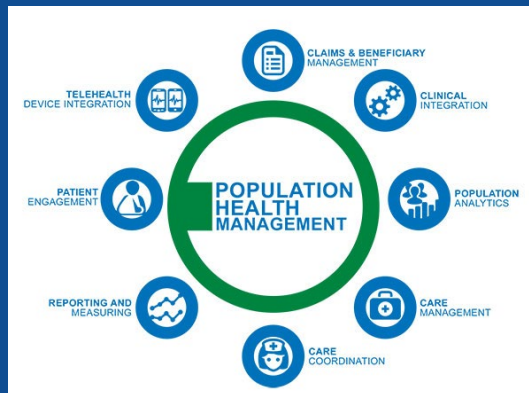 CLAIMS & BENEFICIARY
MANAGEMENT
TELEHEALTH
DEVICE INTEGRATION
CLINICAL
INTEGRATION
PATIENT
ENGAGEMENT
POPULATION
HEALTH
MANAGEMENT
POPULATION
ANALYTICS
REPORTING AND
MEASURING
CARE
MANAGEMENT
CARE
COORDINATION